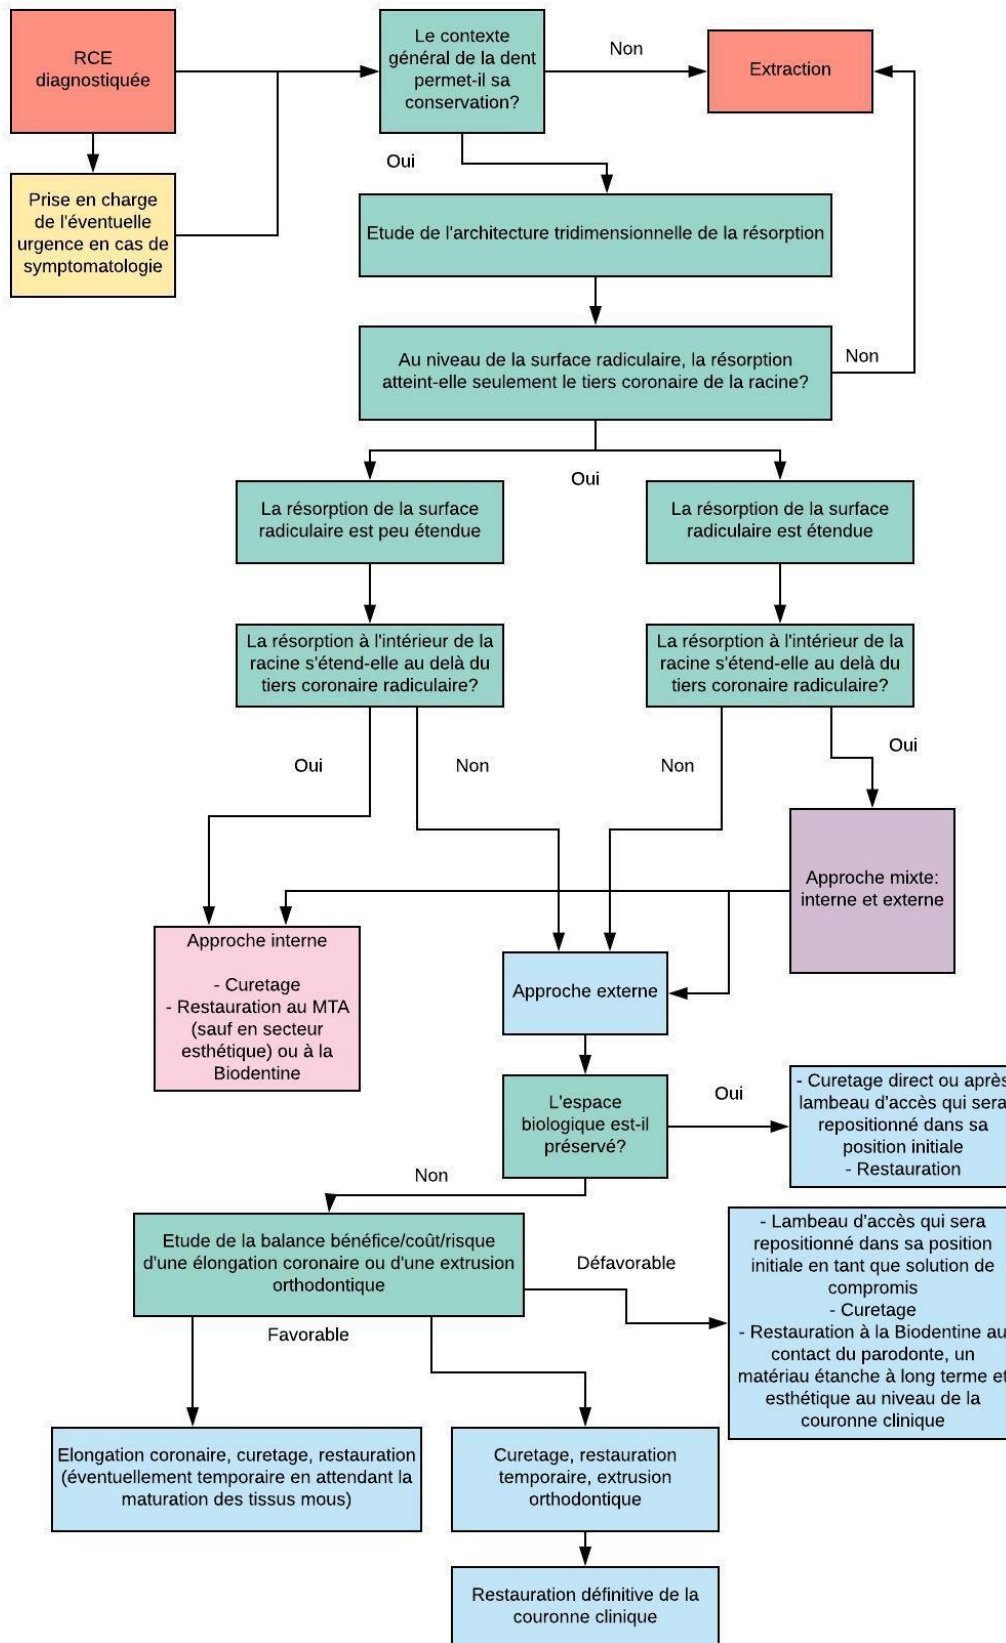 RCE
diagnostiquée
Le contexte
général de la dent
permet-il sa
conservation?
Non
Extraction
Oui
Prise en charge
de l'éventuelle
urgence en cas de
symptomatologie
Etude de l'architecture tridimensionnelle de la résorption
Au niveau de la surface radiculaire, la résorption
atteint-elle seulement le tiers coronaire de la racine?
Non
Oui
La résorption de la surface
radiculaire est peu étendue
La résorption de la surface
radiculaire est étendue
La résorption à l'intérieur de la
racine s'étend-elle au delà du
tiers coronaire radiculaire?
La résorption à l'intérieur de la
racine s'étend-elle au delà du
tiers coronaire radiculaire?
Oui
Non
Non
Oui
Approche mixte:
interne et externe
Approche interne
- Curetage
- Restauration au MTA
(sauf en secteur
esthétique) ou à la
Biodentine
Approche externe
L'espace
biologique est-il
préservé?
Oui
- Curetage direct ou après
lambeau d'accès qui sera
repositionné dans sa
position initiale
- Restauration
Non
Etude de la balance bénéfice/coût/risque
d'une élongation coronaire ou d'une extrusion
orthodontique
Défavorable
- Lambeau d'accès qui sera
repositionné dans sa position
initiale en tant que solution de
compromis
- Curetage
- Restauration à la Biodentine au
contact du parodonte, un
matériau étanche à long terme et
esthétique au niveau de la
couronne clinique
Favorable
Elongation coronaire, curetage, restauration
(éventuellement temporaire en attendant la
maturation des tissus mous)
Curetage, restauration
temporaire, extrusion
orthodontique
Restauration définitive de la
couronne clinique